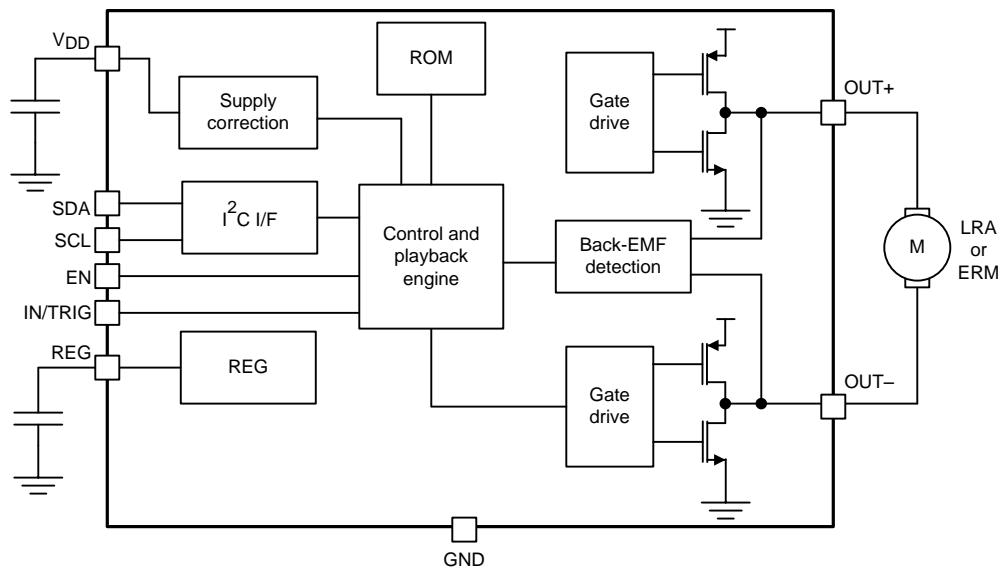 VDD
ROM
OUT+
Supply
correction
Gate
drive
SDA
I2C I/F
SCL
Control and
playback
engine
Back-EMF
detection
M
LRA
or
ERM
EN
IN/TRIG
REG
REG
Gate
drive
OUT–
GND